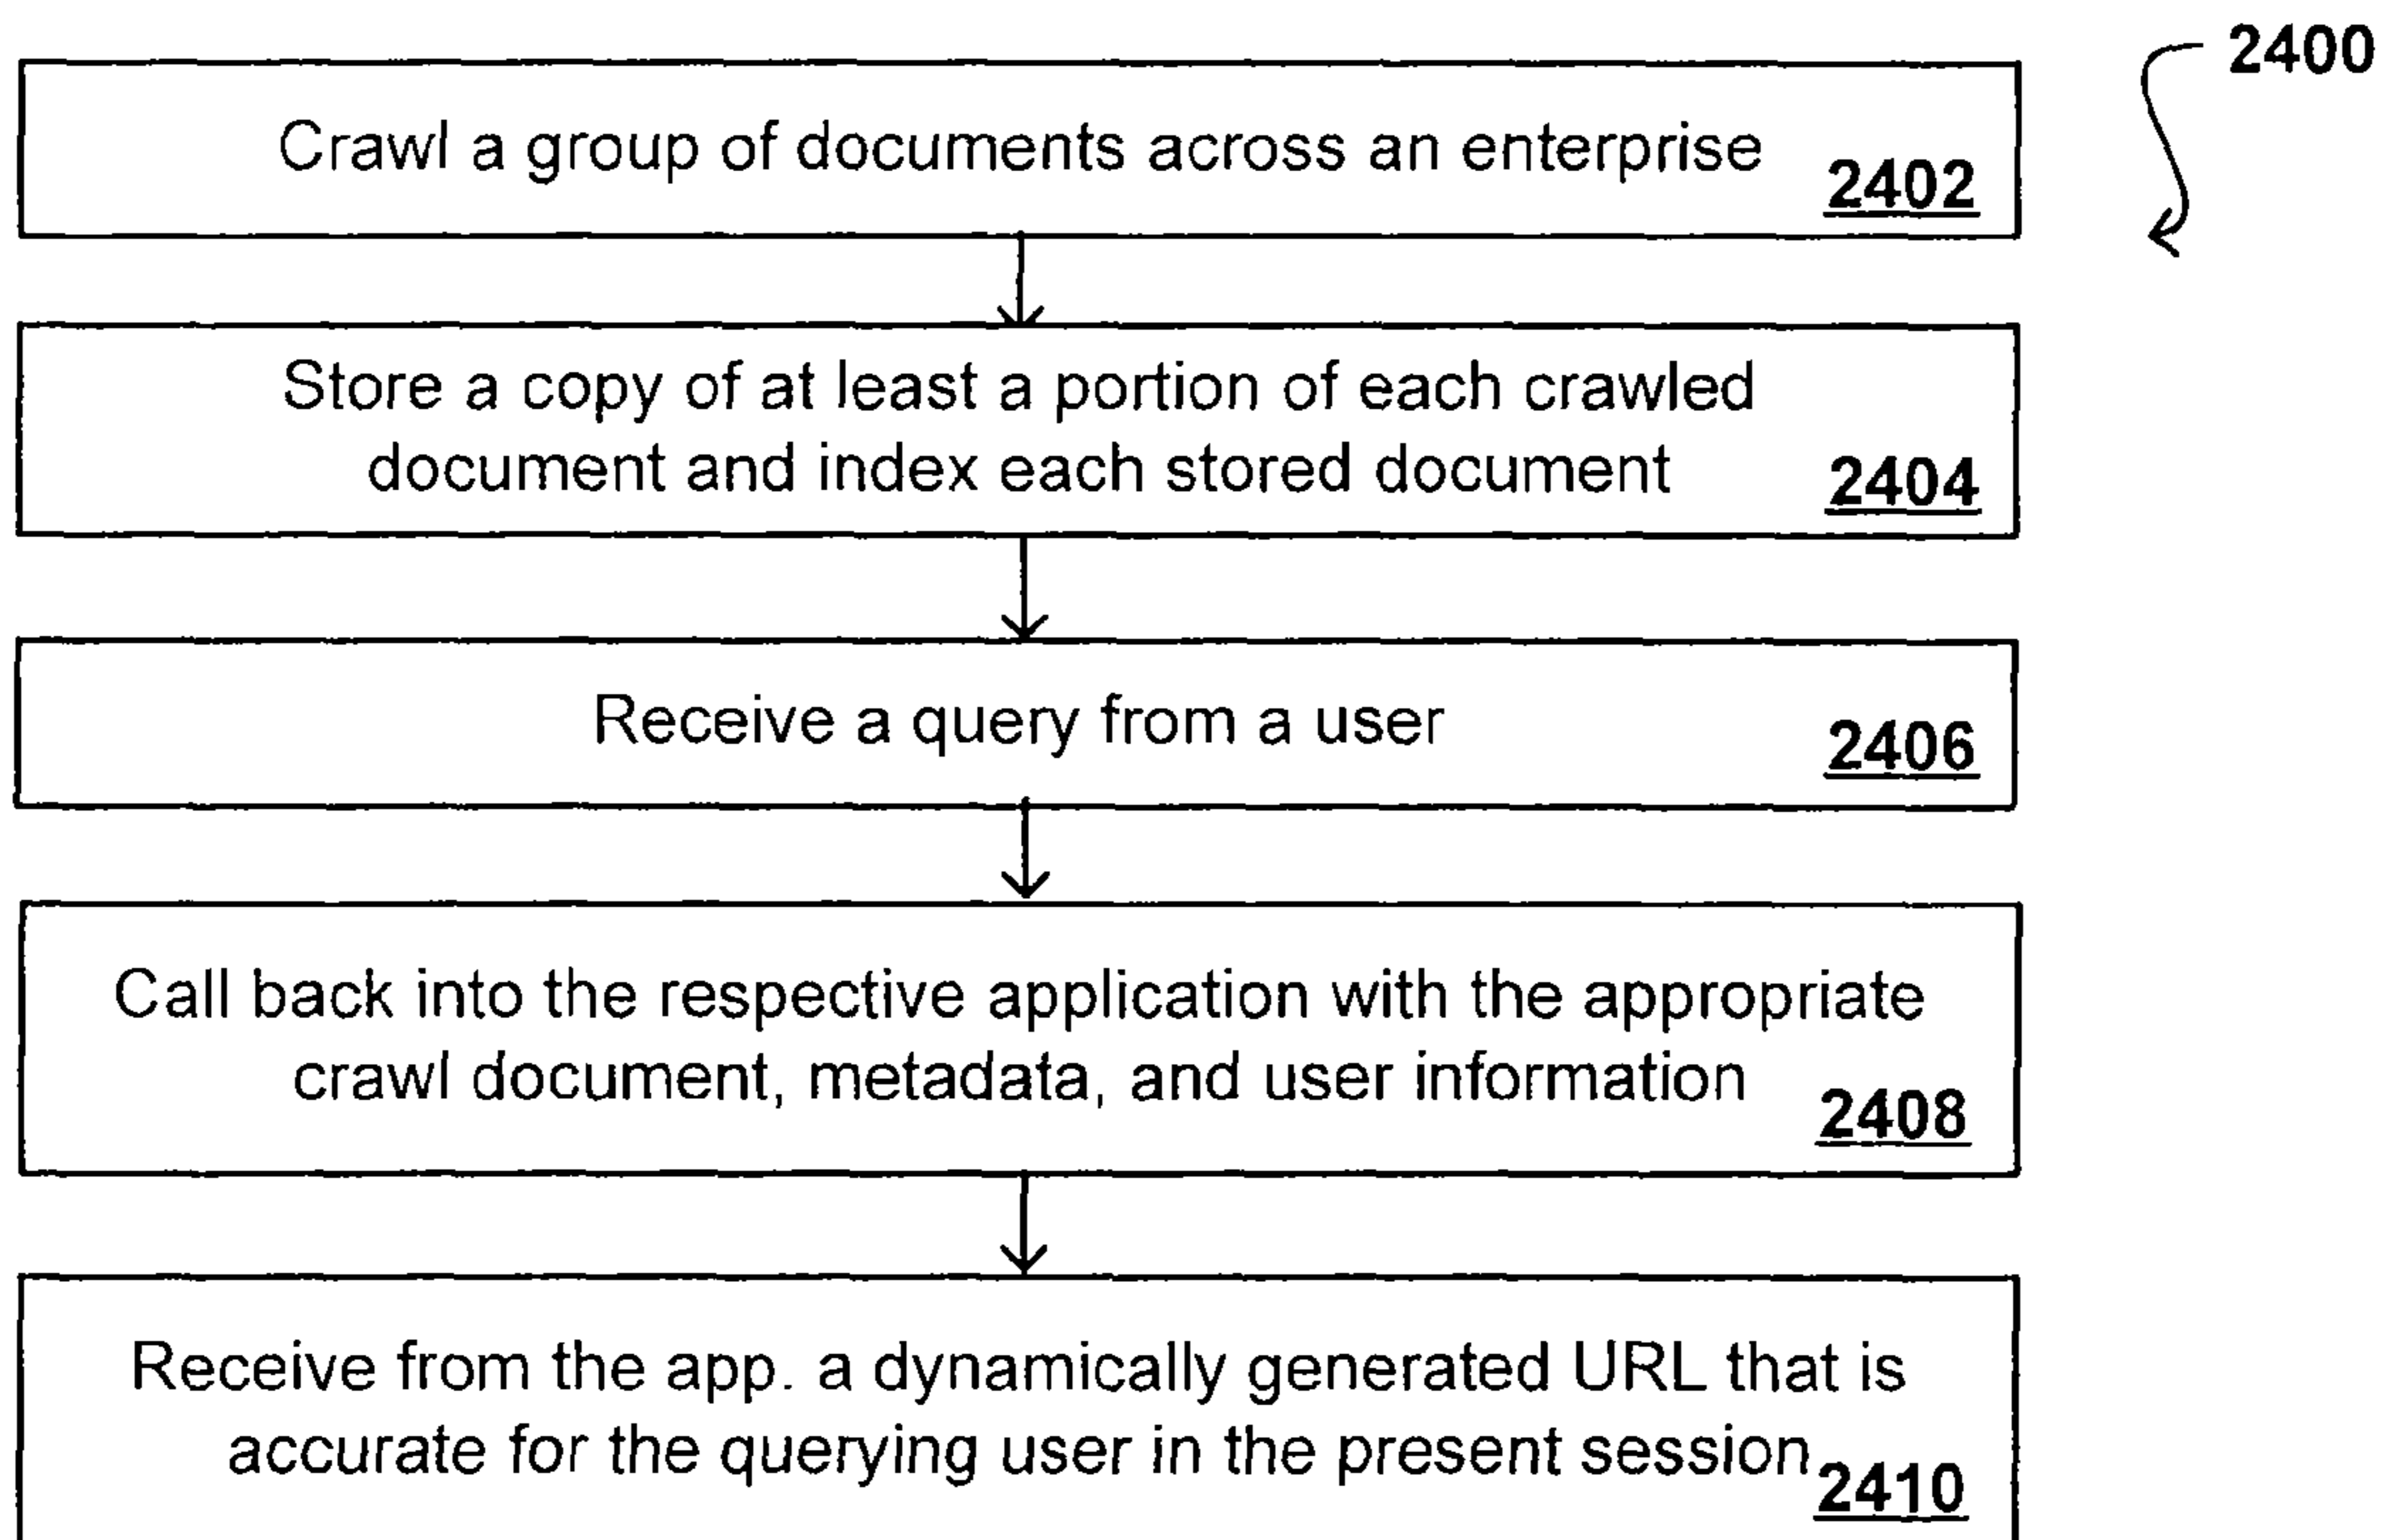 2400
Crawl a group of documents across an enterprise
2402
Store a copy of at least a portion of each crawled
document and index each stored document
2404
Receive a query from a user
2406
Call back into the respective application with the appropriate
crawl document, metadata, and user information
2408
Receive from the app. a dynamically generated URL that is
accurate for the querying user in the present session
2410